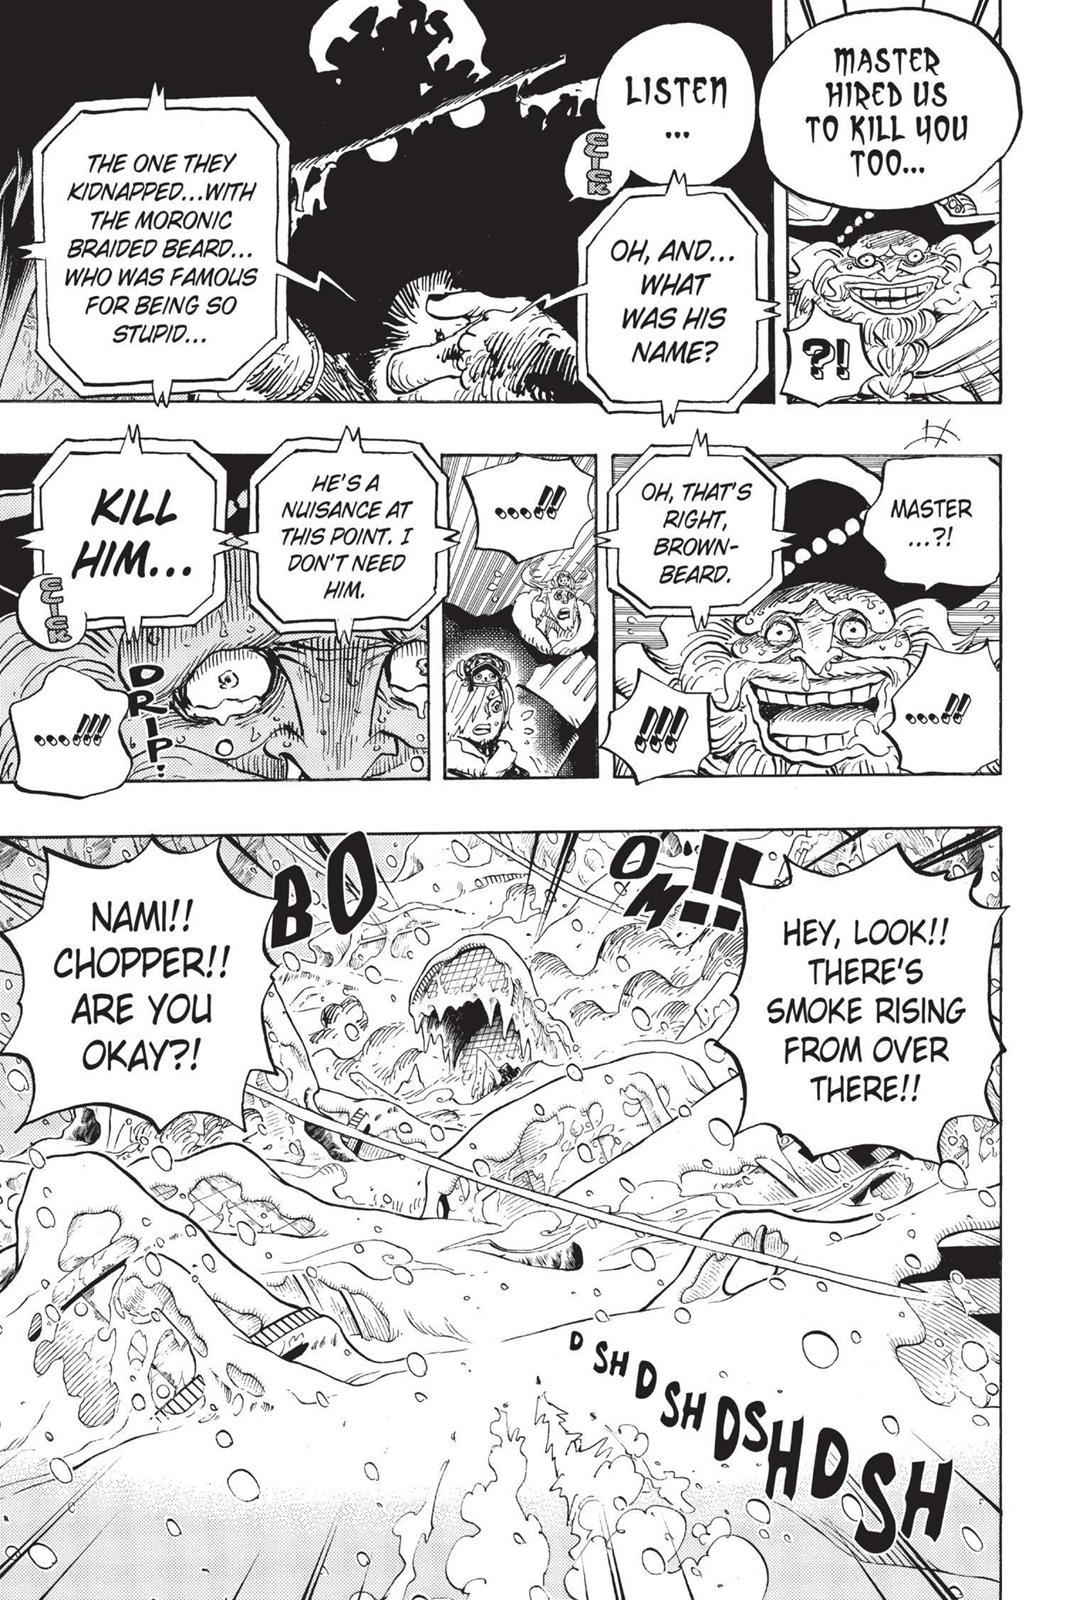 MASTER
HIRED US
TO KILL YOU
TOO...
?!
LISTEN
...
CLICK
OH, AND...
WHAT
WAS HIS
NAME?
THE ONE THEY
KIDNAPPED...WITH
THE MORONIC
BRAIDED BEARD...
WHO WAS FAMOUS
FOR BEING SO
STUPID...
MASTER
...?!
OH, THAT'S
RIGHT,
BROWN-
BEARD.
...!!
!!!
...!!
HE'S A
NUISANCE AT
THIS POINT. I
DON'T NEED
HIM.
KILL
HIM...
CLICK
DRIP.
...!!!
HEY, LOOK!!
THERE'S
SMOKE RISING
FROM OVER
THERE!!
BOOM!!
NAMI!!
CHOPPER!!
ARE YOU
OKAY?!
DSHDSHDSHDSH